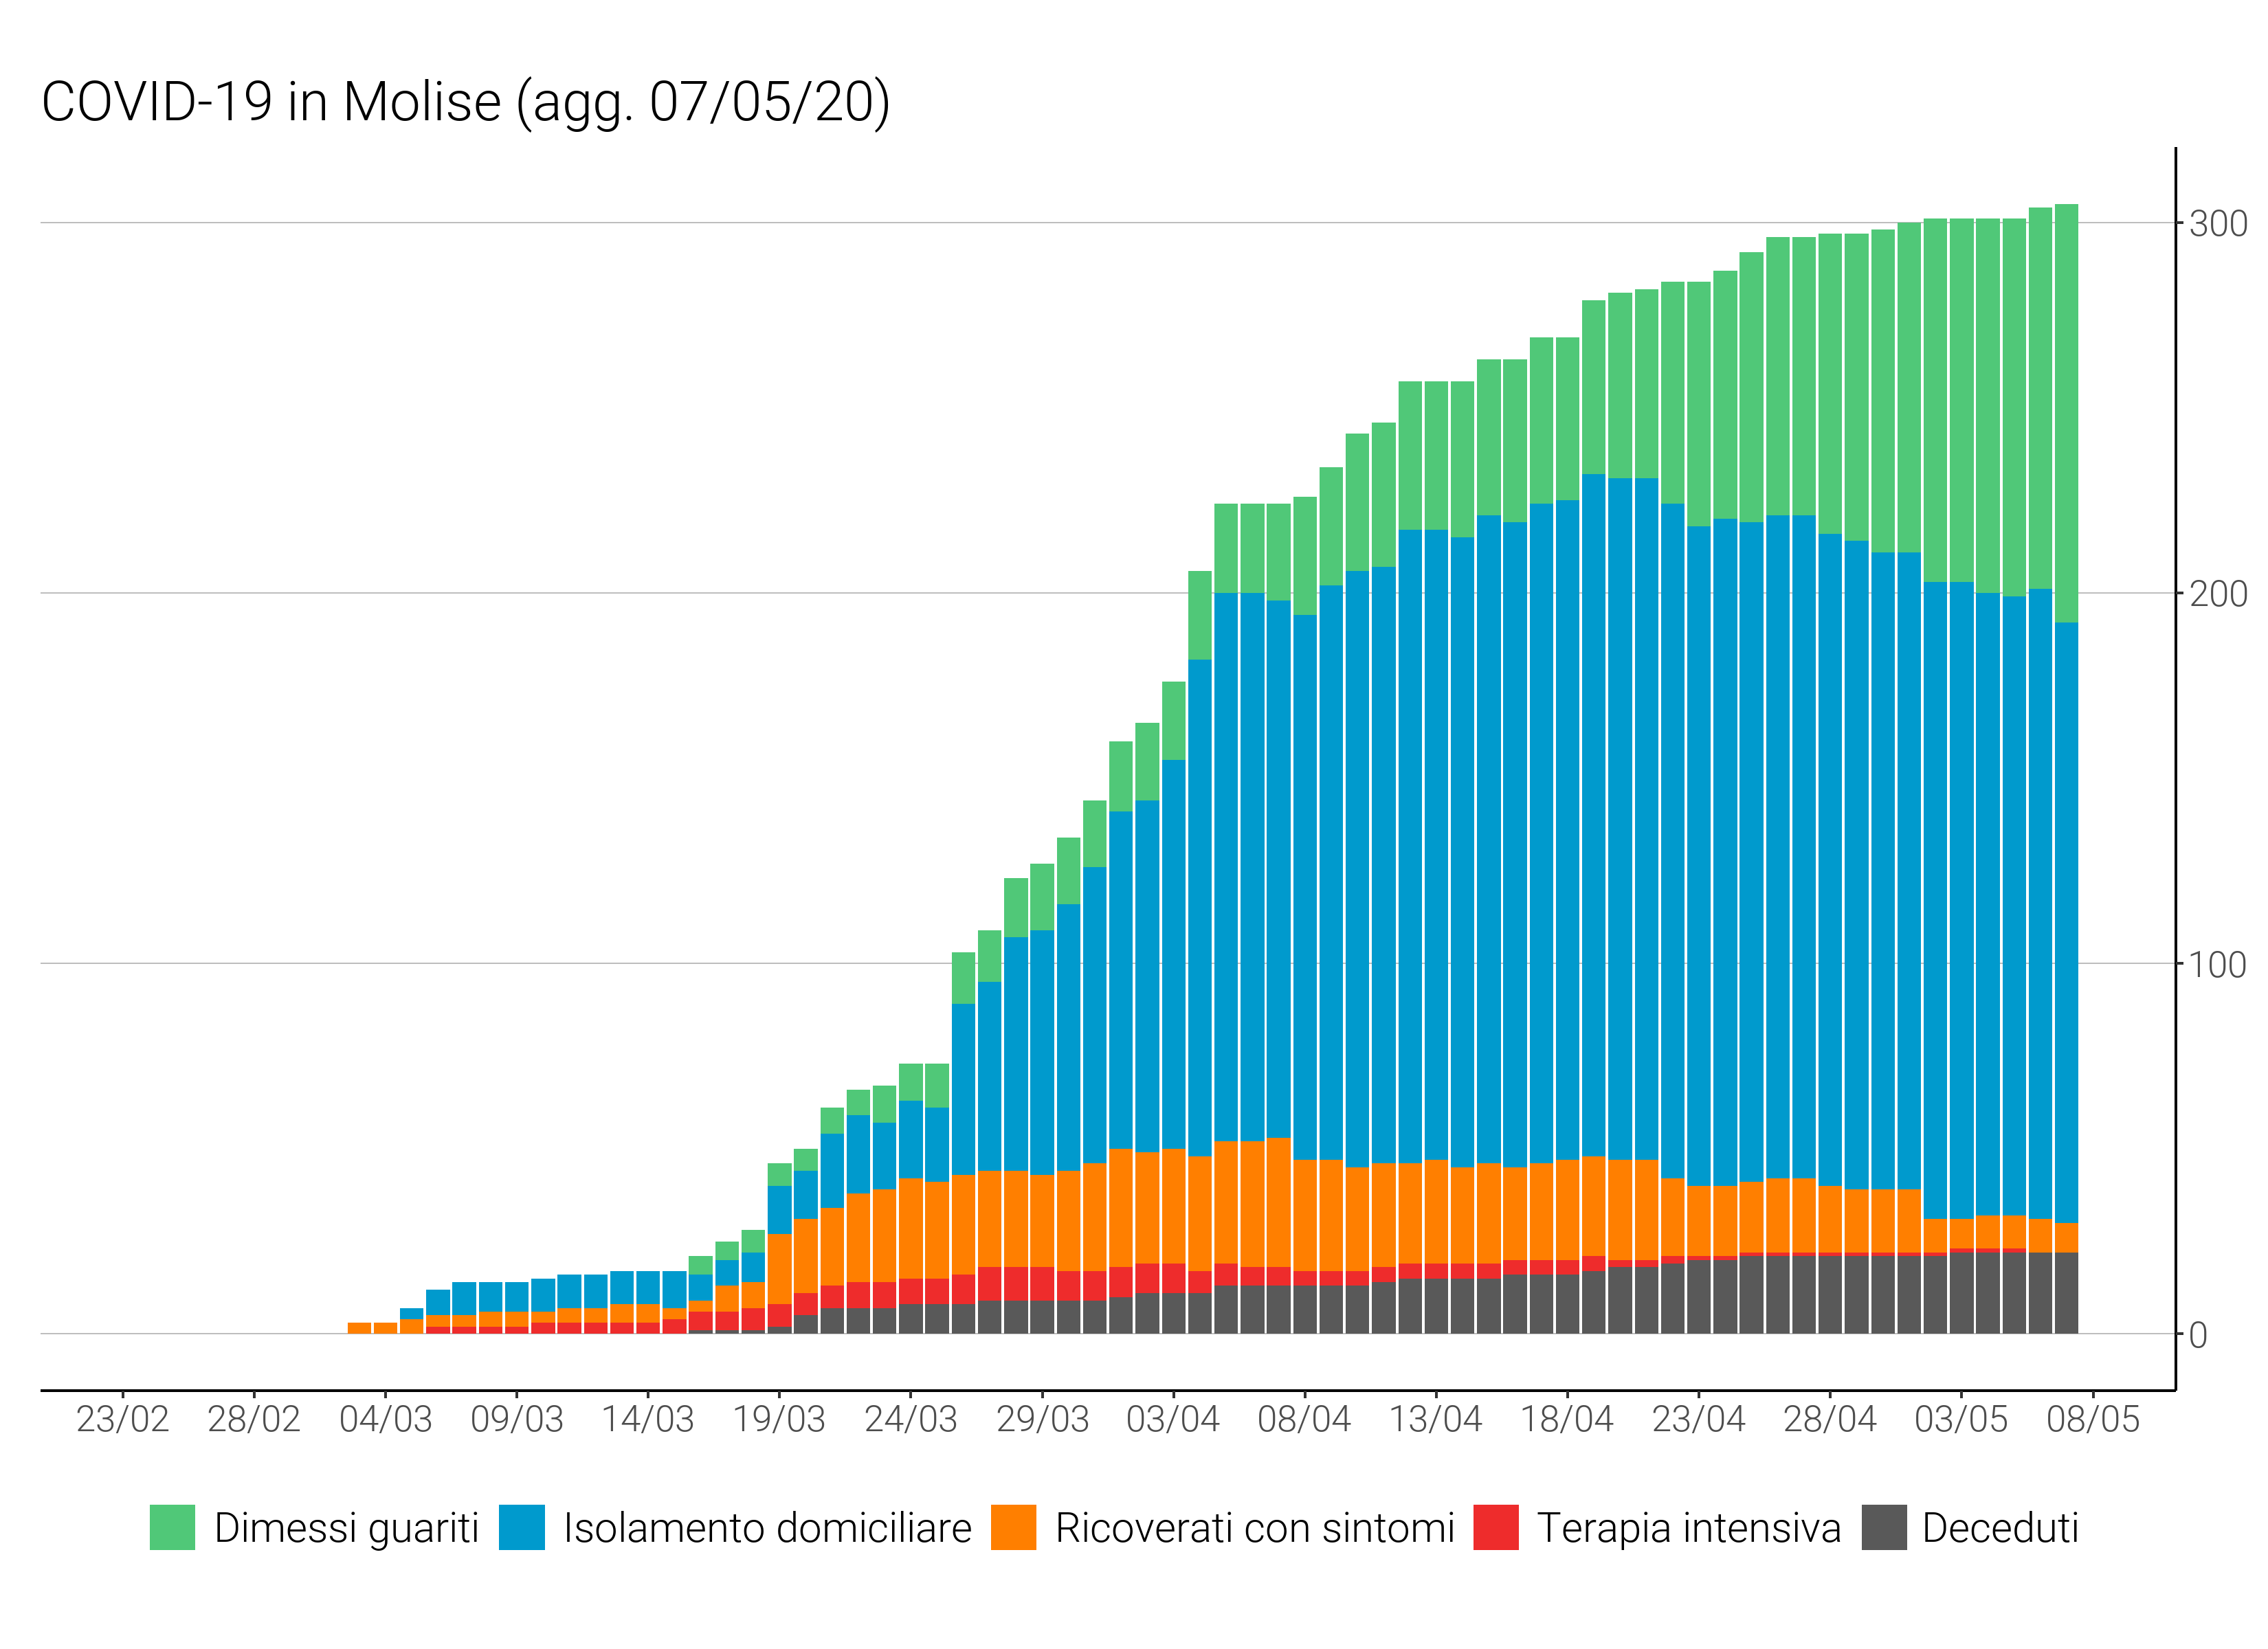 COVID-19 in Molise (agg. 07/05/20)
300
200
100
0
23/02 28/02 04/03 09/03 14/03 19/03 24/03 29/03 03/04 08/04 13/04 18/04 23/04 28/04 03/05 08/05
Dimessi guariti Isolamento domiciliare Ricoverati con sintomi Terapia intensiva Deceduti